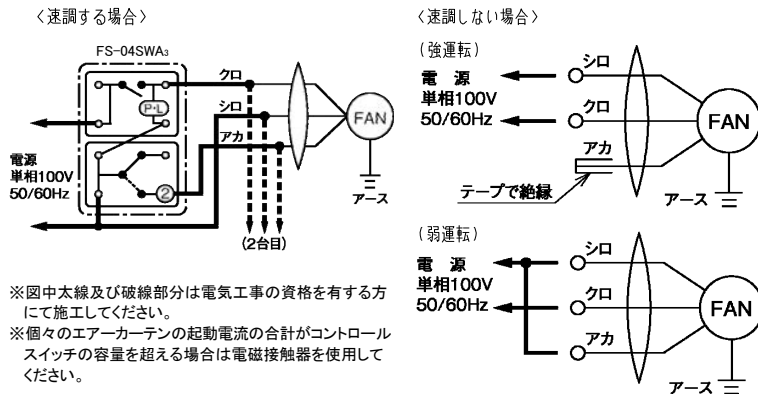 〈速調する場合〉
FS-04SWA₃
P・L
②
電源
単相100V
50/60Hz
クロ
シロ
アカ
FAN
アース
(2台目)
※図中太線及び破線部分は電気工事の資格を有する方
にて施工してください。
※個々のエアーカーテンの起動電流の合計がコントロール
スイッチの容量を超える場合は電磁接触器を使用して
ください。
〈速調しない場合〉
(強運転)
電 源
単相100V
50/60Hz
シロ
クロ
アカ
テープで絶縁
FAN
アース
(弱運転)
電 源
単相100V
50/60Hz
シロ
クロ
アカ
FAN
アース